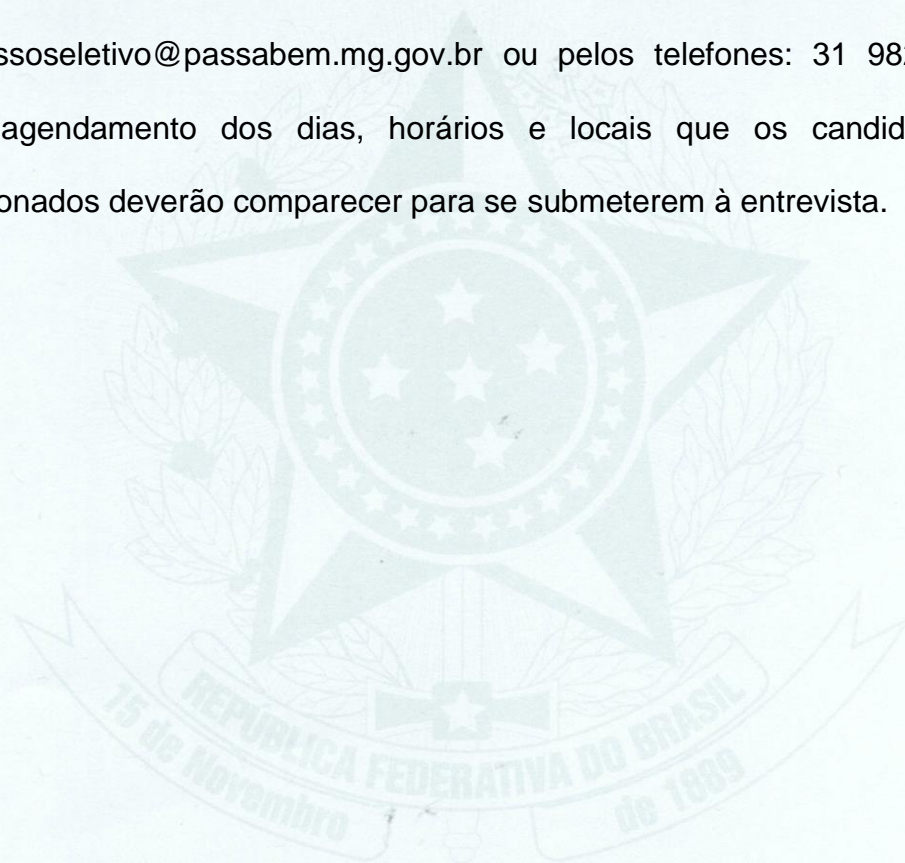 ssoseletivo@passabem.mg.gov.br ou pelos telefones: 31 982
agendamento dos dias, horários e locais que os candid
onados deverão comparecer para se submeterem à entrevista.
REPÚBLICA FEDERATIVA DO BRASIL
15 de Novembro
de 1889